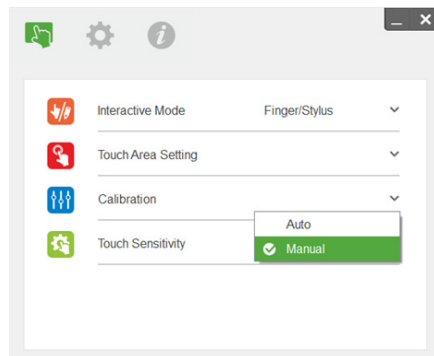 Interactive Mode Finger/Stylus
Touch Area Setting
Calibration
Auto
Touch Sensitivity
Manual